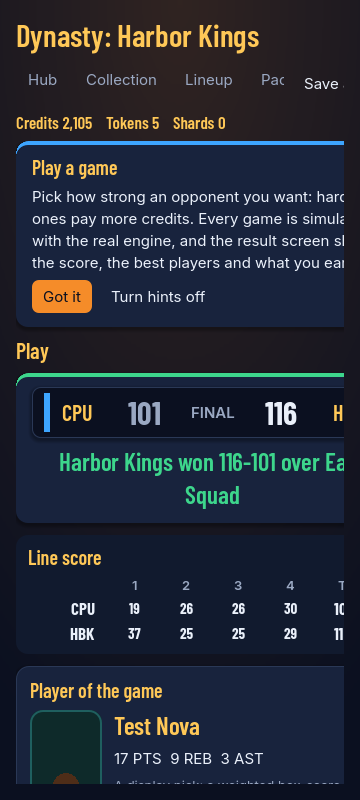 Dynasty: Harbor Kings
Hub Collection Lineup Pac Save
Credits 2,105 Tokens 5 Shards 0
Play a game
Pick how strong an opponent you want: hard
ones pay more credits. Every game is simula
with the real engine, and the result screen sh
the score, the best players and what you ear
Got it Turn hints off
Play
CPU 101 FINAL 116 H
Harbor Kings won 116-101 over Ea
Squad
Line score
1 2 3 4 T
CPU 19 26 26 30 10
HBK 37 25 25 29 11
Player of the game
Test Nova
17 PTS 9 REB 3 AST